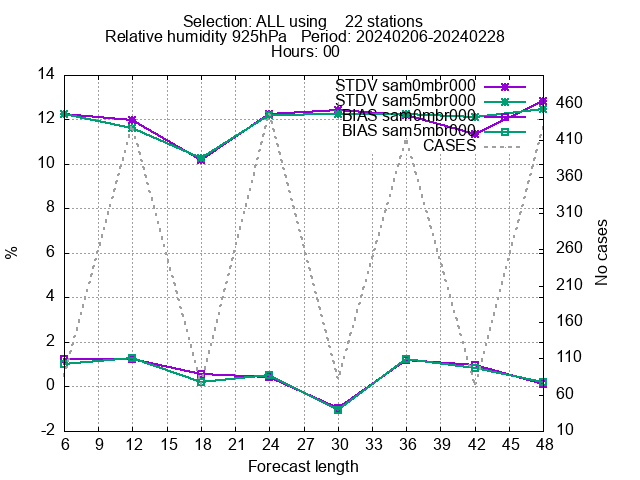 Selection: ALL using 22 stations
Relative humidity 925hPa Period: 20240206-20240228
Hours: 00
14
12
10
8
6
4
2
0
-2
%
STDV sam0mbr000
STDV sam5mbr000
BIAS sam0mbr000
BIAS sam5mbr000
CASES
460
410
360
310
260
210
160
110
60
10
No cases
6 9 12 15 18 21 24 27 30 33 36 39 42 45 48
Forecast length